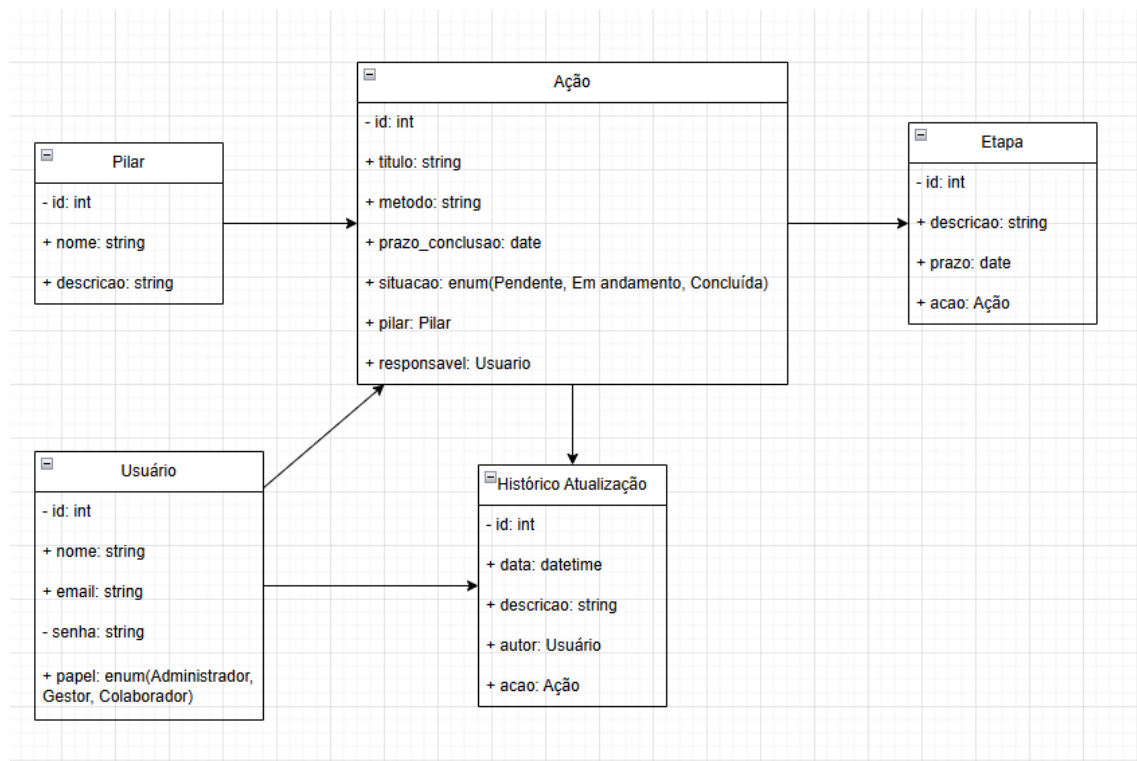 Pilar
- id: int
+ nome: string
+ descricao: string
Ação
- id: int
+ titulo: string
+ metodo: string
+ prazo_conclusao: date
+ situacao: enum(Pendente, Em andamento, Concluída)
+ pilar: Pilar
+ responsavel: Usuario
Etapa
- id: int
+ descricao: string
+ prazo: date
+ acao: Ação
Usuário
- id: int
+ nome: string
+ email: string
- senha: string
+ papel: enum(Administrador,
Gestor, Colaborador)
Histórico Atualização
- id: int
+ data: datetime
+ descricao: string
+ autor: Usuário
+ acao: Ação